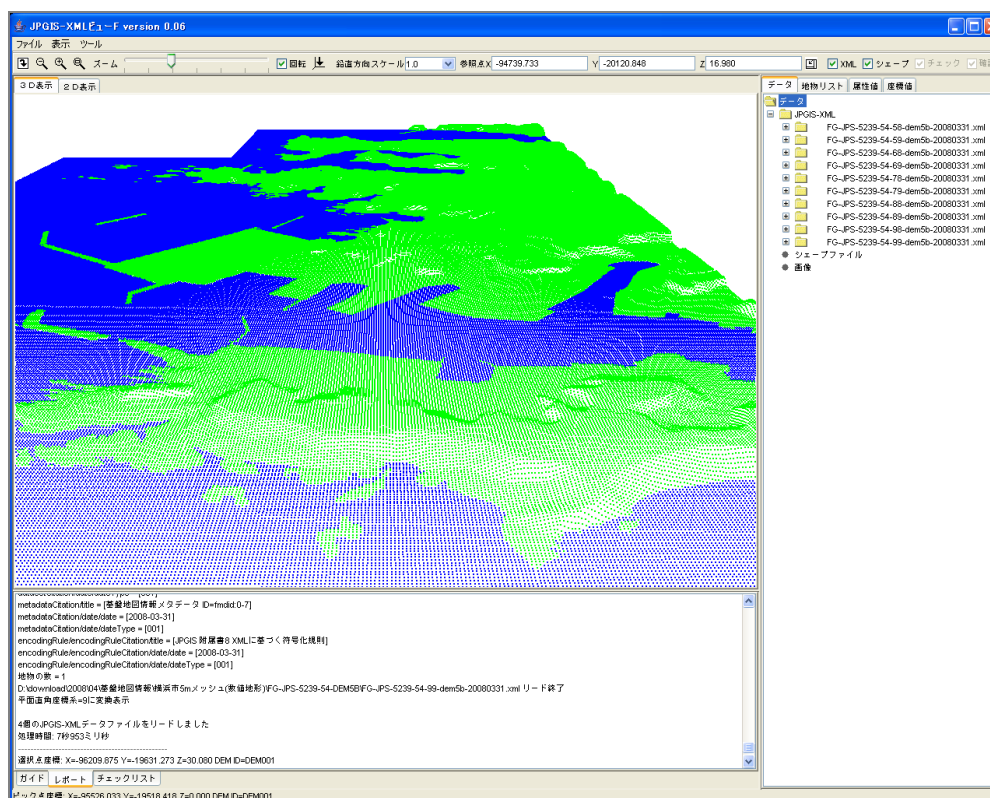 JPGIS-XMLビューF version 0.06
ファイル 表示 ツール
ズーム 回転 鉛直方向スケール 1.0 参照点X -94739.733 Y -20120.848 Z 16.980 XML シェープ チェック
3D表示 2D表示
データ 地物リスト 属性値 座標値
データ
JPGIS-XML
FG-JPS-5239-54-58-dem5b-20080331.xml
FG-JPS-5239-54-59-dem5b-20080331.xml
FG-JPS-5239-54-68-dem5b-20080331.xml
FG-JPS-5239-54-69-dem5b-20080331.xml
FG-JPS-5239-54-78-dem5b-20080331.xml
FG-JPS-5239-54-79-dem5b-20080331.xml
FG-JPS-5239-54-88-dem5b-20080331.xml
FG-JPS-5239-54-89-dem5b-20080331.xml
FG-JPS-5239-54-98-dem5b-20080331.xml
FG-JPS-5239-54-99-dem5b-20080331.xml
シェープファイル
画像
metadataCitation/title = [基盤地図情報メタデータ ID=fmdid:0-7]
metadataCitation/date/date = [2008-03-31]
metadataCitation/date/dateType = [001]
encodingRule/encodingRuleCitation/title = [JPGIS 附属書8 XMLに基づく符号化規則]
encodingRule/encodingRuleCitation/date/date = [2008-03-31]
encodingRule/encodingRuleCitation/date/dateType = [001]
地物の数 = 1
D:\download\2008\04\基盤地図情報\横浜市5mメッシュ(数値地形)\FG-JPS-5239-54-DEM5B\FG-JPS-5239-54-99-dem5b-20080331.xml リード終了
平面直角座標系=9に変換表示
4個のJPGIS-XMLデータファイルをリードしました
処理時間: 7秒953ミリ秒
選択点座標: X=-96209.875 Y=-19631.273 Z=30.080 DEM ID=DEM001
ガイド レポート チェックリスト
ピック点座標: X=-95526.033 Y=-19518.418 Z=0.000 DEM ID=DEM001